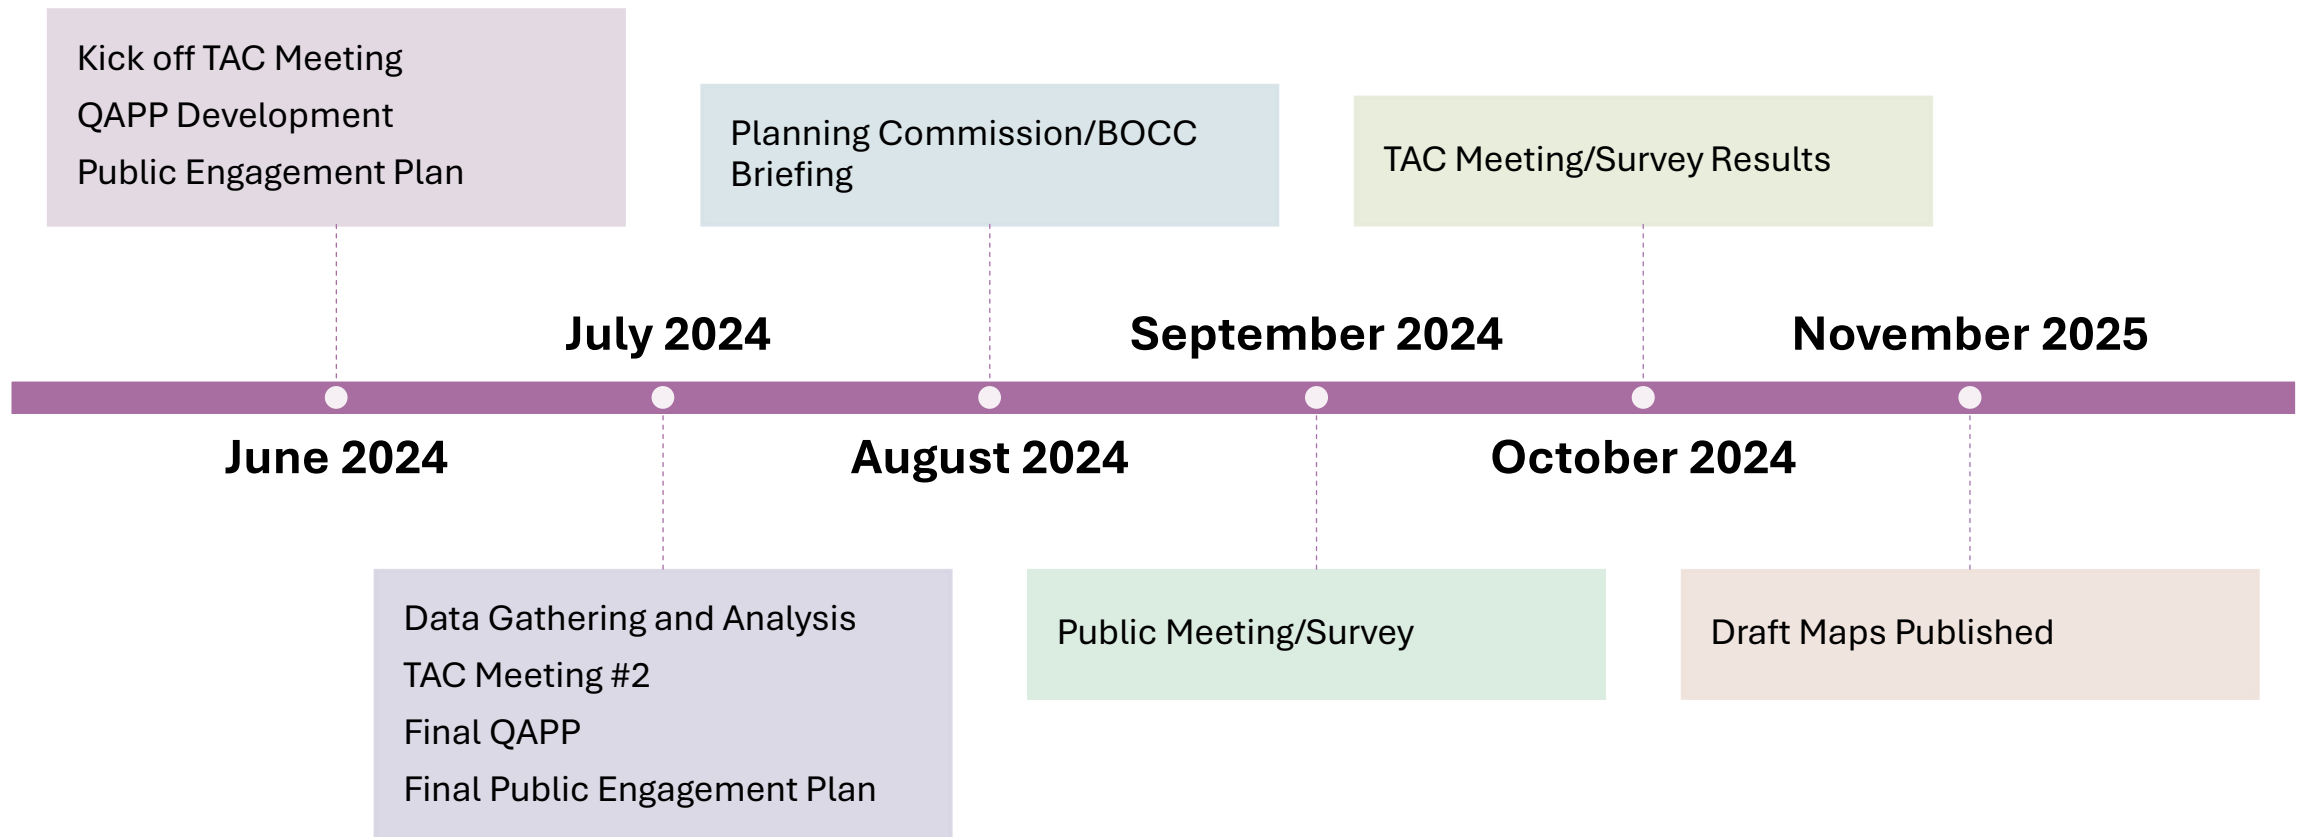 Kick off TAC Meeting
QAPP Development
Public Engagement Plan
Planning Commission/BOCC
Briefing
TAC Meeting/Survey Results
July 2024
September 2024
November 2025
June 2024
August 2024
October 2024
Data Gathering and Analysis
TAC Meeting #2
Final QAPP
Final Public Engagement Plan
Public Meeting/Survey
Draft Maps Published